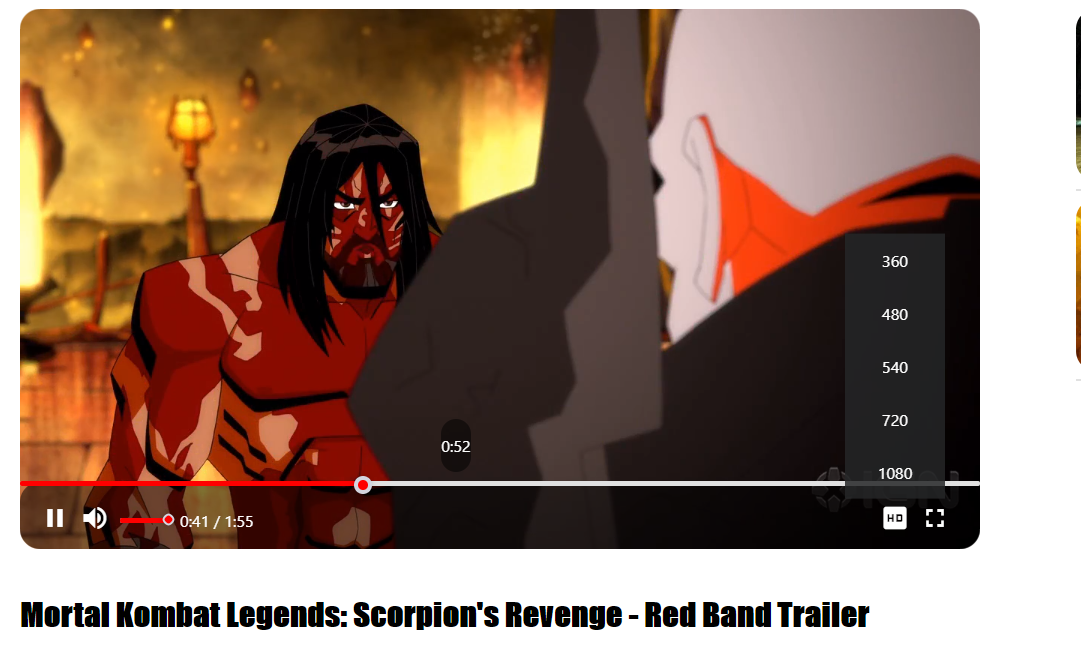 360
480
540
720
1080
0:52
0:41 / 1:55
HD
Mortal Kombat Legends: Scorpion's Revenge - Red Band Trailer